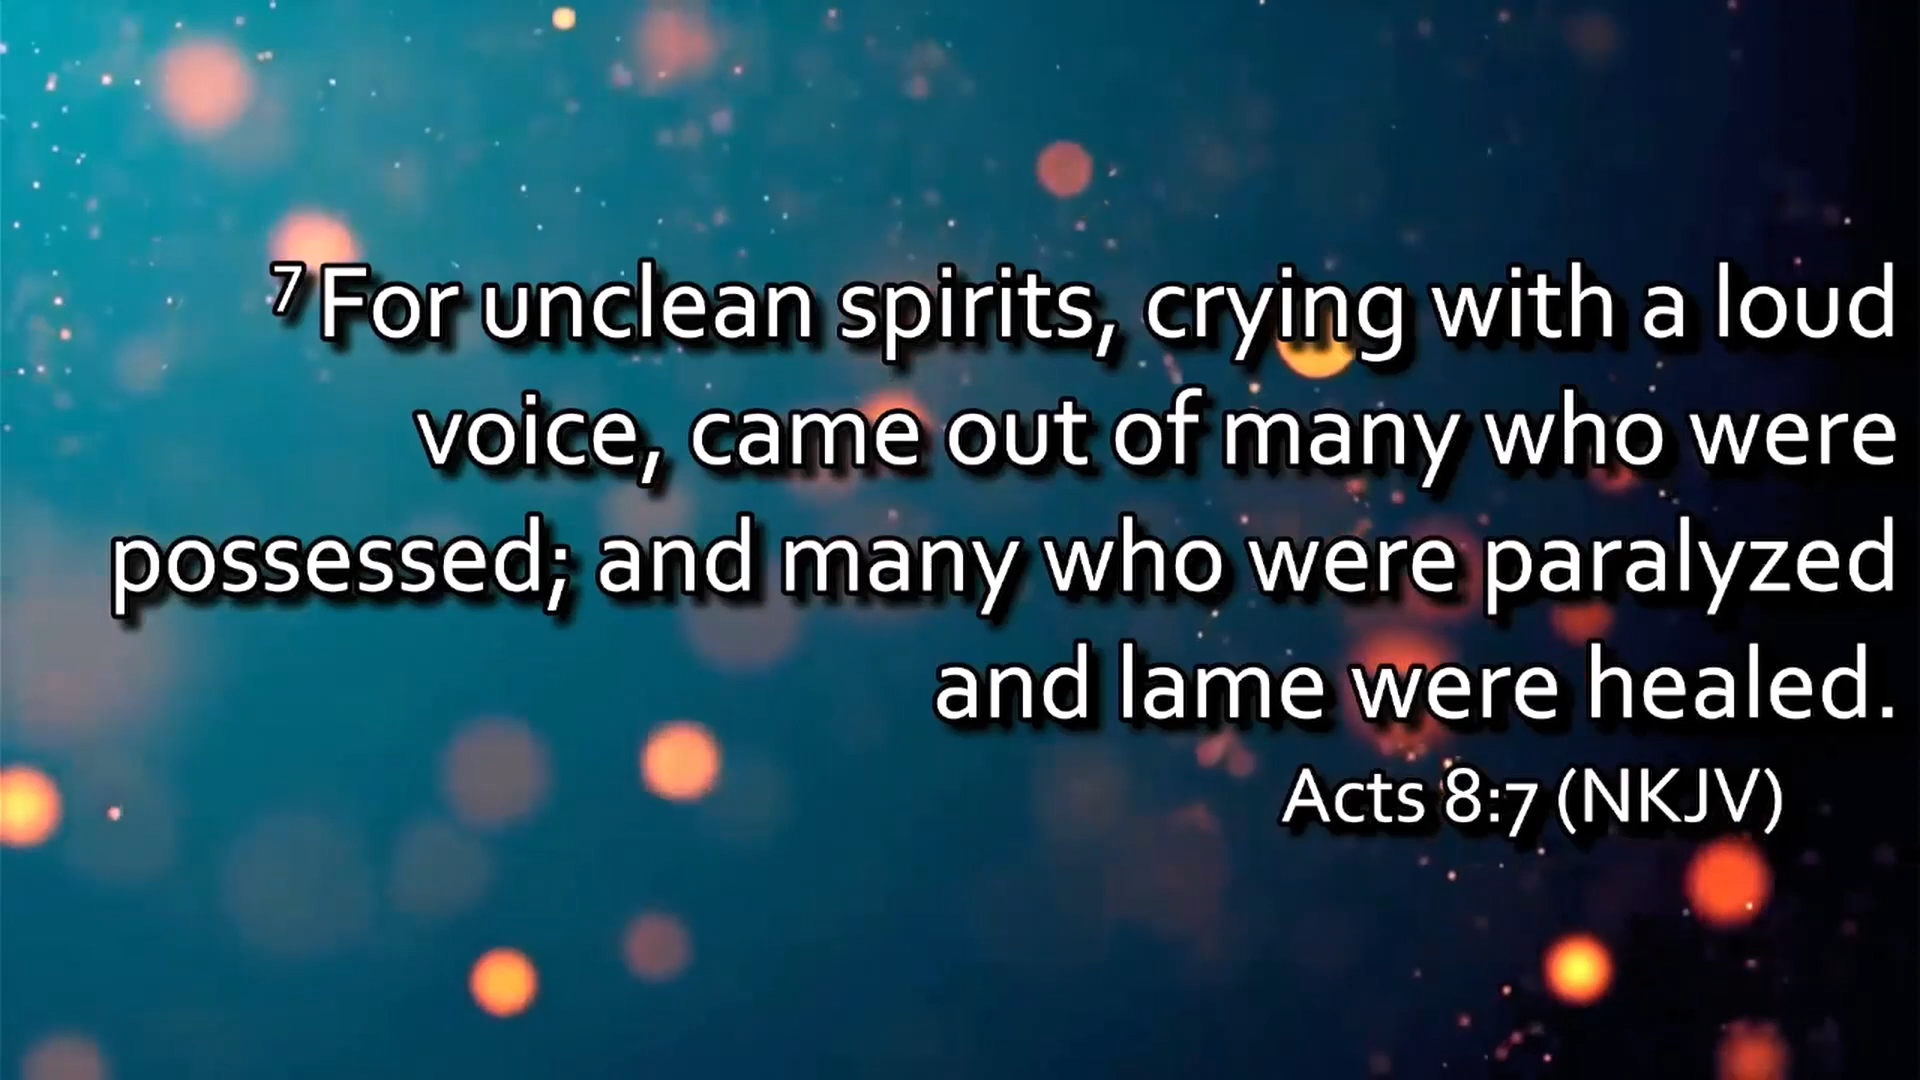 7 For unclean spirits, crying with a loud
voice, came out of many who were
possessed; and many who were paralyzed
and lame were healed.
Acts 8:7 (NKJV)